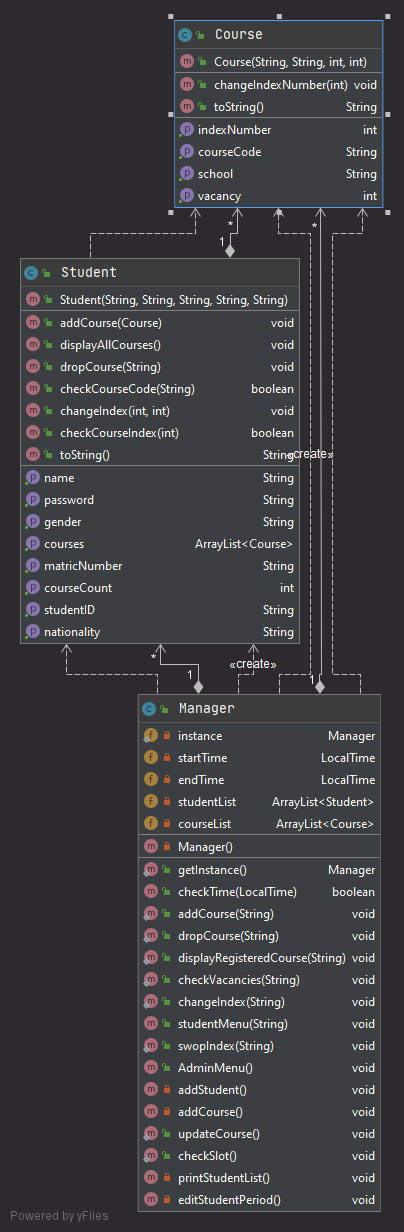 Course
Course(String, String, int, int)
changeIndexNumber(int) void
toString() String
indexNumber int
courseCode String
school String
vacancy int
*
*
1
Student
Student(String, String, String, String, String)
addCourse(Course) void
displayAllCourses() void
dropCourse(String) void
checkCourseCode(String) boolean
changeIndex(int, int) void
checkCourseIndex(int) boolean
toString() String
«create»
name String
password String
gender String
courses ArrayList<Course>
matricNumber String
courseCount int
studentID String
nationality String
*
«create»
1
1
Manager
instance Manager
startTime LocalTime
endTime LocalTime
studentList ArrayList<Student>
courseList ArrayList<Course>
Manager()
getInstance() Manager
checkTime(LocalTime) boolean
addCourse(String) void
dropCourse(String) void
displayRegisteredCourse(String) void
checkVacancies(String) void
changeIndex(String) void
studentMenu(String) void
swopIndex(String) void
AdminMenu() void
addStudent() void
addCourse() void
updateCourse() void
checkSlot() void
printStudentList() void
editStudentPeriod() void
Powered by yFiles